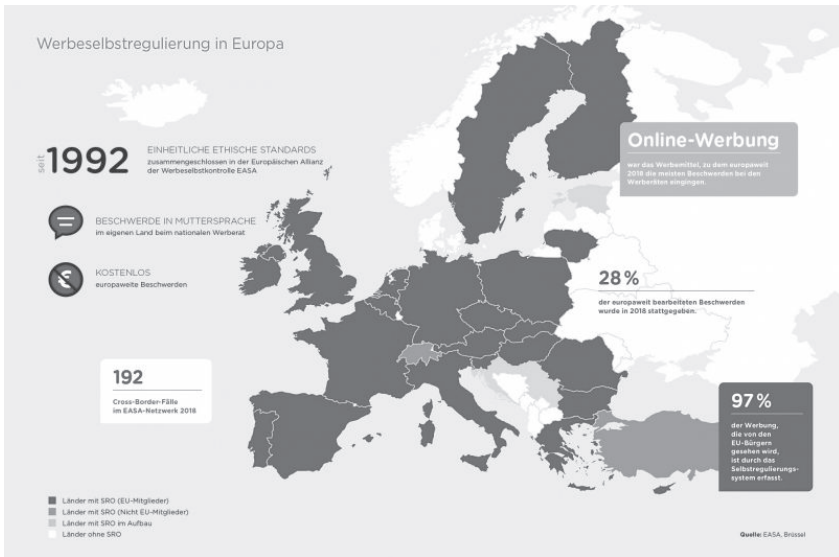 Werbeselbstregulierung in Europa
seit 1992
EINHEITLICHE ETHISCHE STANDARDS
zusammengeschlossen in der Europäischen Allianz
der Werbeselbstkontrolle EASA
BESCHWERDE IN MUTTERSPRACHE
im eigenen Land beim nationalen Werberat
KOSTENLOS
europaweite Beschwerden
Online-Werbung
war das Werbemittel, zu dem europaweit
2018 die meisten Beschwerden bei den
Werberäten eingingen.
28 %
der europaweit bearbeiteten Beschwerden
wurde in 2018 stattgegeben.
192
Cross-Border-Fälle
im EASA-Netzwerk 2018
97 %
der Werbung,
die von den
EU-Bürgern
gesehen wird,
ist durch das
Selbstregulierungs-
system erfasst.
Länder mit SRO (EU-Mitglieder)
Länder mit SRO (Nicht EU-Mitglieder)
Länder mit SRO im Aufbau
Länder ohne SRO
Quelle: EASA, Brüssel